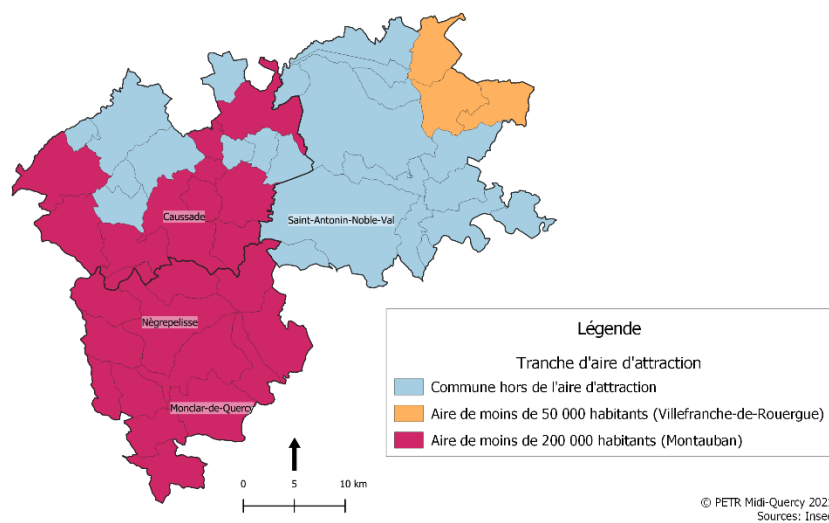 Caussade
Saint-Antonin-Noble-Val
Nègrepelisse
Monclar-de-Quercy
Légende
Tranche d'aire d'attraction
Commune hors de l'aire d'attraction
Aire de moins de 50 000 habitants (Villefranche-de-Rouergue)
Aire de moins de 200 000 habitants (Montauban)
0 5 10 km
© PETR Midi-Quercy 202
Sources: Insee